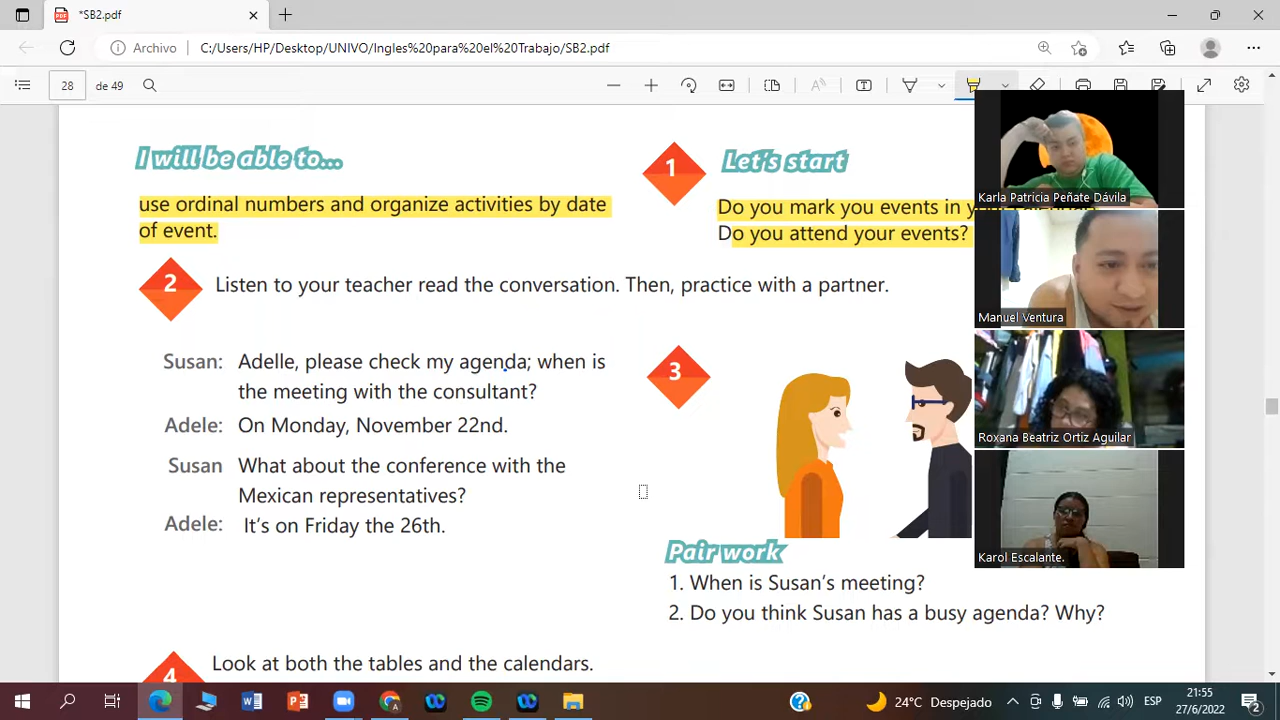 *SB2.pdf
Archivo
C:/Users/HP/Desktop/UNIVO/Ingles%20para%20el%20Trabajo/SB2.pdf
28
de 49
I will be able to...
use ordinal numbers and organize activities by date
of event.
1
Let's start
Do you mark you events in
Do you attend your events?
2
Listen to your teacher read the conversation. Then, practice with a partner.
Susan: Adelle, please check my agenda; when is
the meeting with the consultant?
Adele: On Monday, November 22nd.
Susan What about the conference with the
Mexican representatives?
Adele: It's on Friday the 26th.
3
Pair work
1. When is Susan's meeting?
2. Do you think Susan has a busy agenda? Why?
4
Look at both the tables and the calendars.
Karla Patricia Peñate Dávila
Manuel Ventura
Roxana Beatriz Ortiz Aguilar
Karol Escalante.
24°C Despejado
ESP
21:55
27/6/2022
2